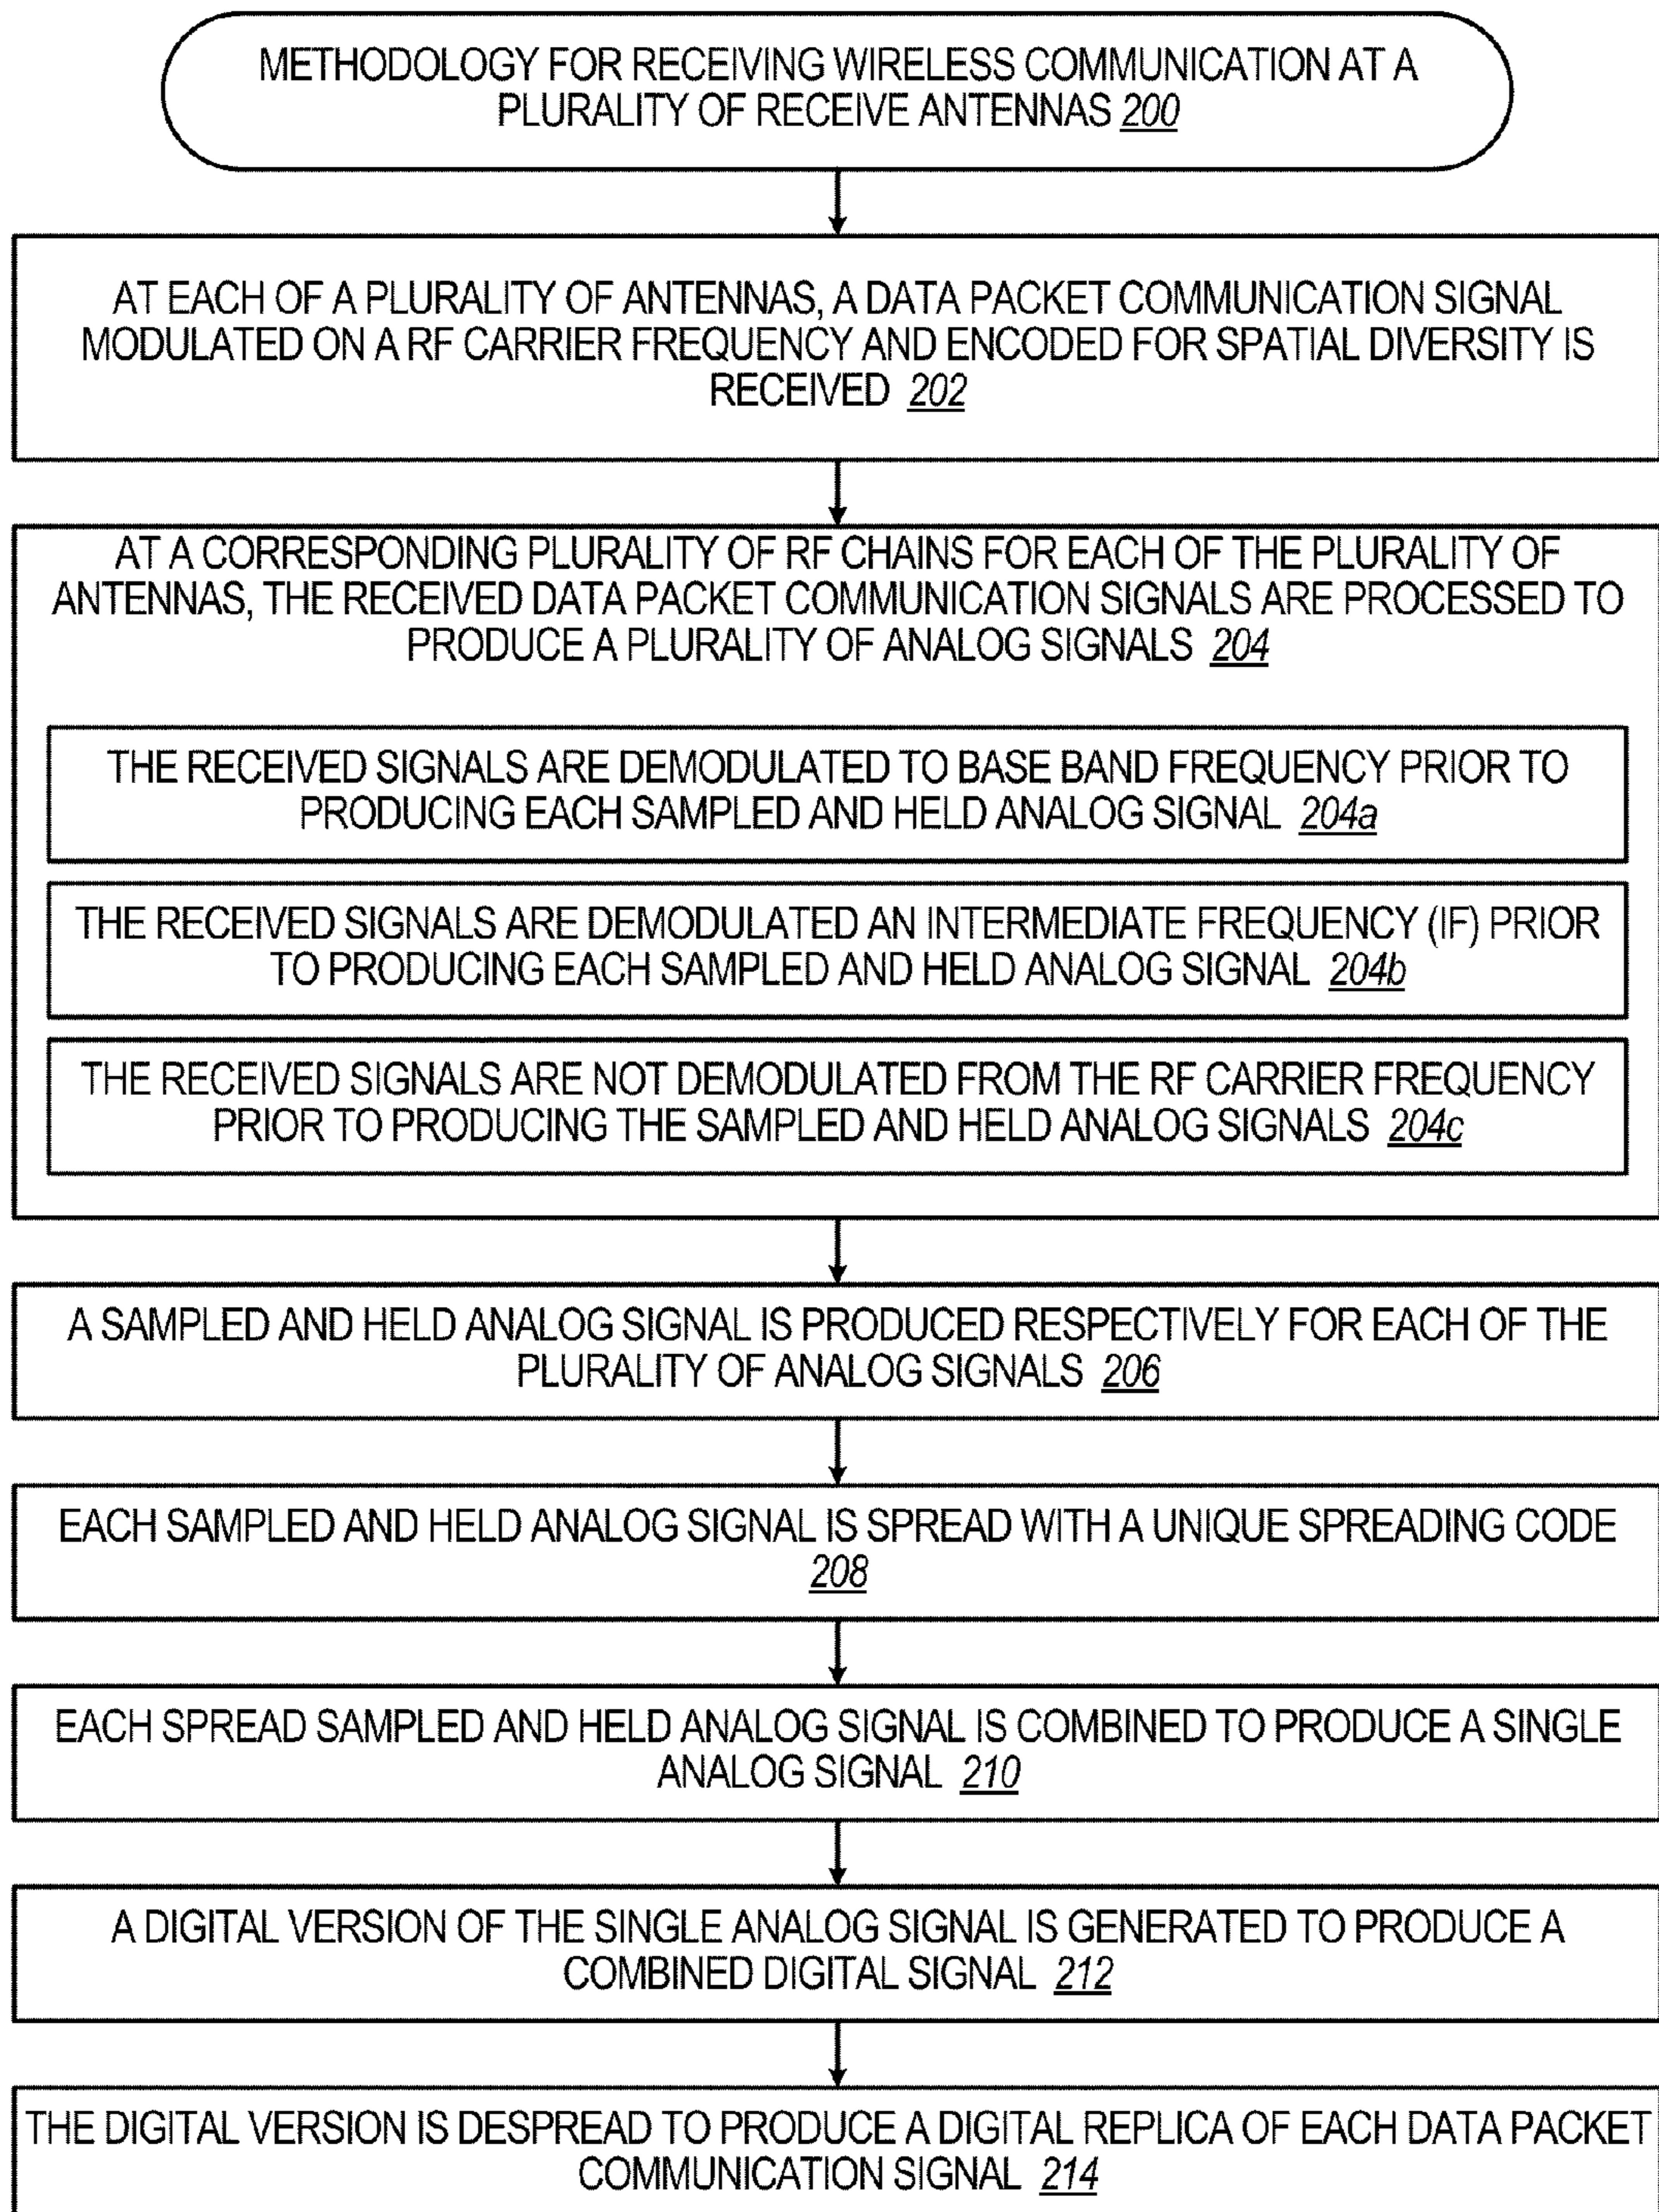 METHODOLOGY FOR RECEIVING WIRELESS COMMUNICATION AT A
PLURALITY OF RECEIVE ANTENNAS 200
AT EACH OF A PLURALITY OF ANTENNAS, A DATA PACKET COMMUNICATION SIGNAL
MODULATED ON A RF CARRIER FREQUENCY AND ENCODED FOR SPATIAL DIVERSITY IS
RECEIVED 202
AT A CORRESPONDING PLURALITY OF RF CHAINS FOR EACH OF THE PLURALITY OF
ANTENNAS, THE RECEIVED DATA PACKET COMMUNICATION SIGNALS ARE PROCESSED TO
PRODUCE A PLURALITY OF ANALOG SIGNALS 204
THE RECEIVED SIGNALS ARE DEMODULATED TO BASE BAND FREQUENCY PRIOR TO
PRODUCING EACH SAMPLED AND HELD ANALOG SIGNAL 204a
THE RECEIVED SIGNALS ARE DEMODULATED AN INTERMEDIATE FREQUENCY (IF) PRIOR
TO PRODUCING EACH SAMPLED AND HELD ANALOG SIGNAL 204b
THE RECEIVED SIGNALS ARE NOT DEMODULATED FROM THE RF CARRIER FREQUENCY
PRIOR TO PRODUCING THE SAMPLED AND HELD ANALOG SIGNALS 204c
A SAMPLED AND HELD ANALOG SIGNAL IS PRODUCED RESPECTIVELY FOR EACH OF THE
PLURALITY OF ANALOG SIGNALS 206
EACH SAMPLED AND HELD ANALOG SIGNAL IS SPREAD WITH A UNIQUE SPREADING CODE
208
EACH SPREAD SAMPLED AND HELD ANALOG SIGNAL IS COMBINED TO PRODUCE A SINGLE
ANALOG SIGNAL 210
A DIGITAL VERSION OF THE SINGLE ANALOG SIGNAL IS GENERATED TO PRODUCE A
COMBINED DIGITAL SIGNAL 212
THE DIGITAL VERSION IS DESPREAD TO PRODUCE A DIGITAL REPLICA OF EACH DATA PACKET
COMMUNICATION SIGNAL 214